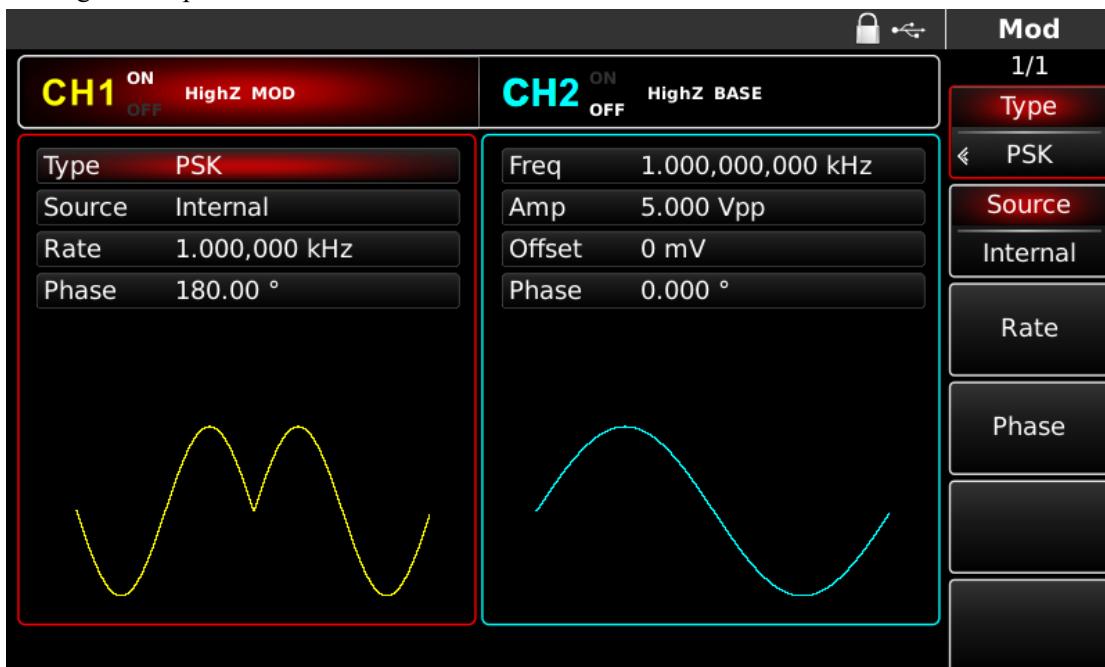 Mod
1/1
CH1 ON OFF HighZ MOD
CH2 ON OFF HighZ BASE
Type PSK
Source Internal
Rate 1.000,000 kHz
Phase 180.00 °
Freq 1.000,000,000 kHz
Amp 5.000 Vpp
Offset 0 mV
Phase 0.000 °
Type
PSK
Source
Internal
Rate
Phase